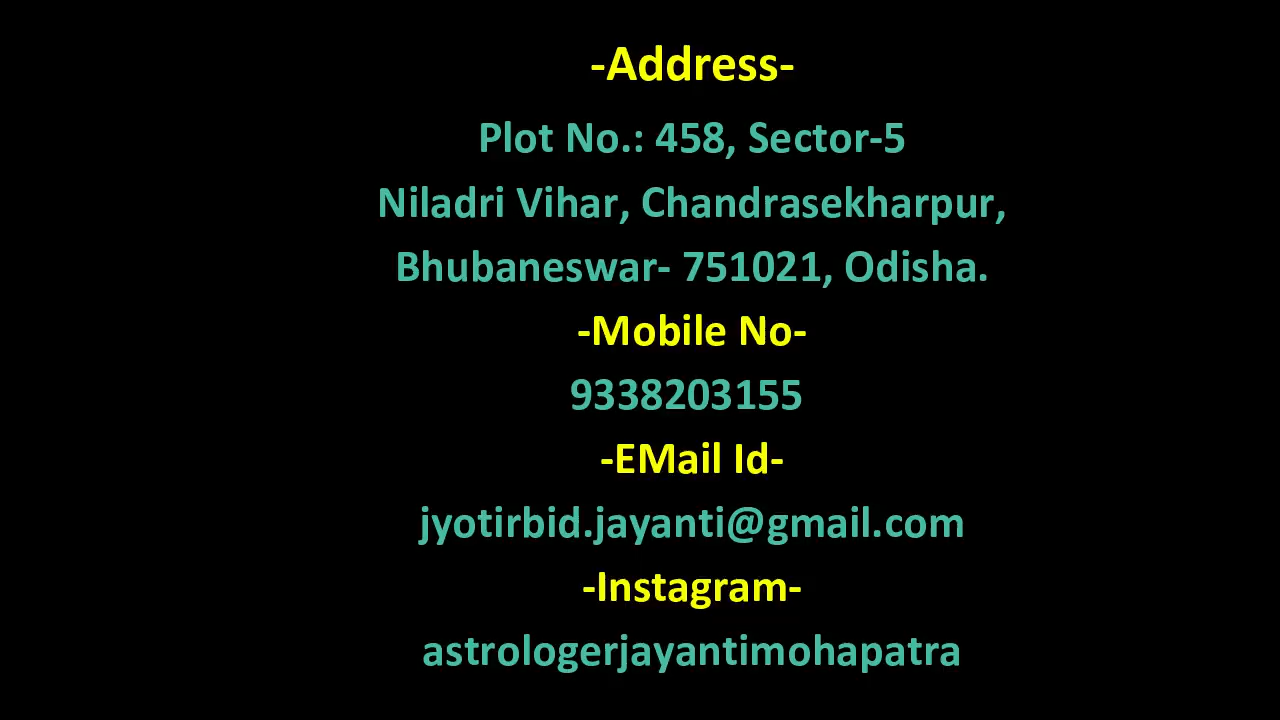 -Address-
Plot No.: 458, Sector-5
Niladri Vihar, Chandrasekharpur,
Bhubaneswar- 751021, Odisha.
-Mobile No-
9338203155
-EMail Id-
jyotirbid.jayanti@gmail.com
-Instagram-
astrologerjayantimohapatra